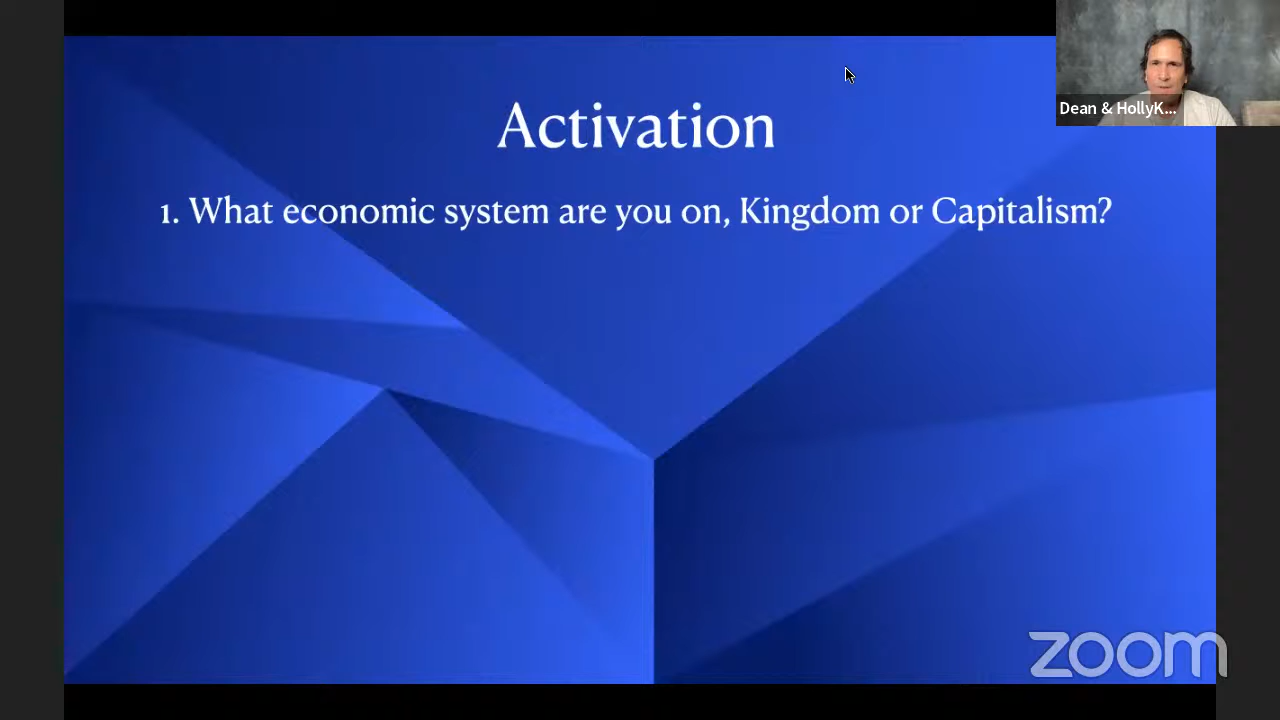 Activation
1. What economic system are you on, Kingdom or Capitalism?
Dean & HollyK...
zoom